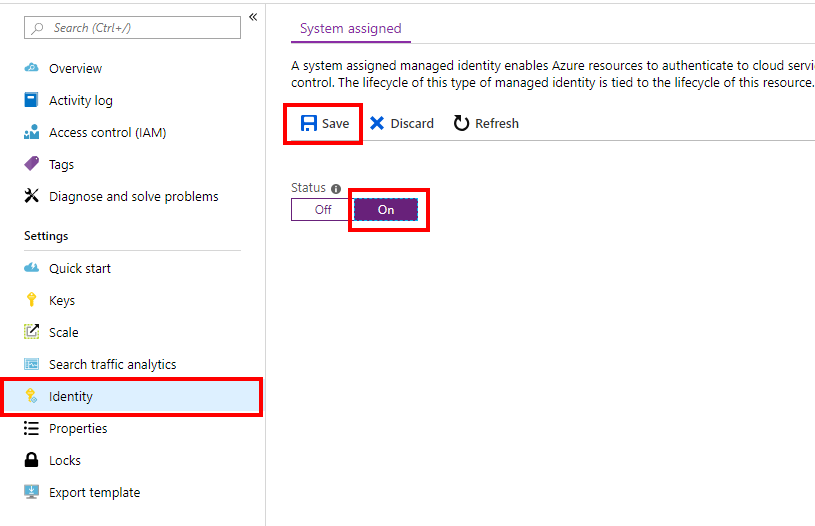 Search (Ctrl+/)
«
Overview
Activity log
Access control (IAM)
Tags
Diagnose and solve problems
Settings
Quick start
Keys
Scale
Search traffic analytics
Identity
Properties
Locks
Export template
System assigned
A system assigned managed identity enables Azure resources to authenticate to cloud servic
control. The lifecycle of this type of managed identity is tied to the lifecycle of this resource.
Save Discard Refresh
Status
Off On